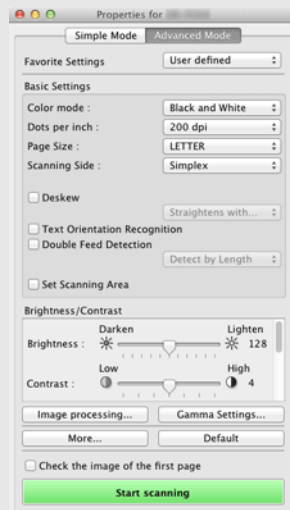 Properties for
Simple Mode Advanced Mode
Favorite Settings User defined
Basic Settings
Color mode : Black and White
Dots per inch : 200 dpi
Page Size : LETTER
Scanning Side : Simplex
Deskew
Straightens with...
Text Orientation Recognition
Double Feed Detection
Detect by Length
Set Scanning Area
Brightness/Contrast
Darken Lighten
Brightness : 128
Low High
Contrast : 4
Image processing... Gamma Settings...
More... Default
Check the image of the first page
Start scanning